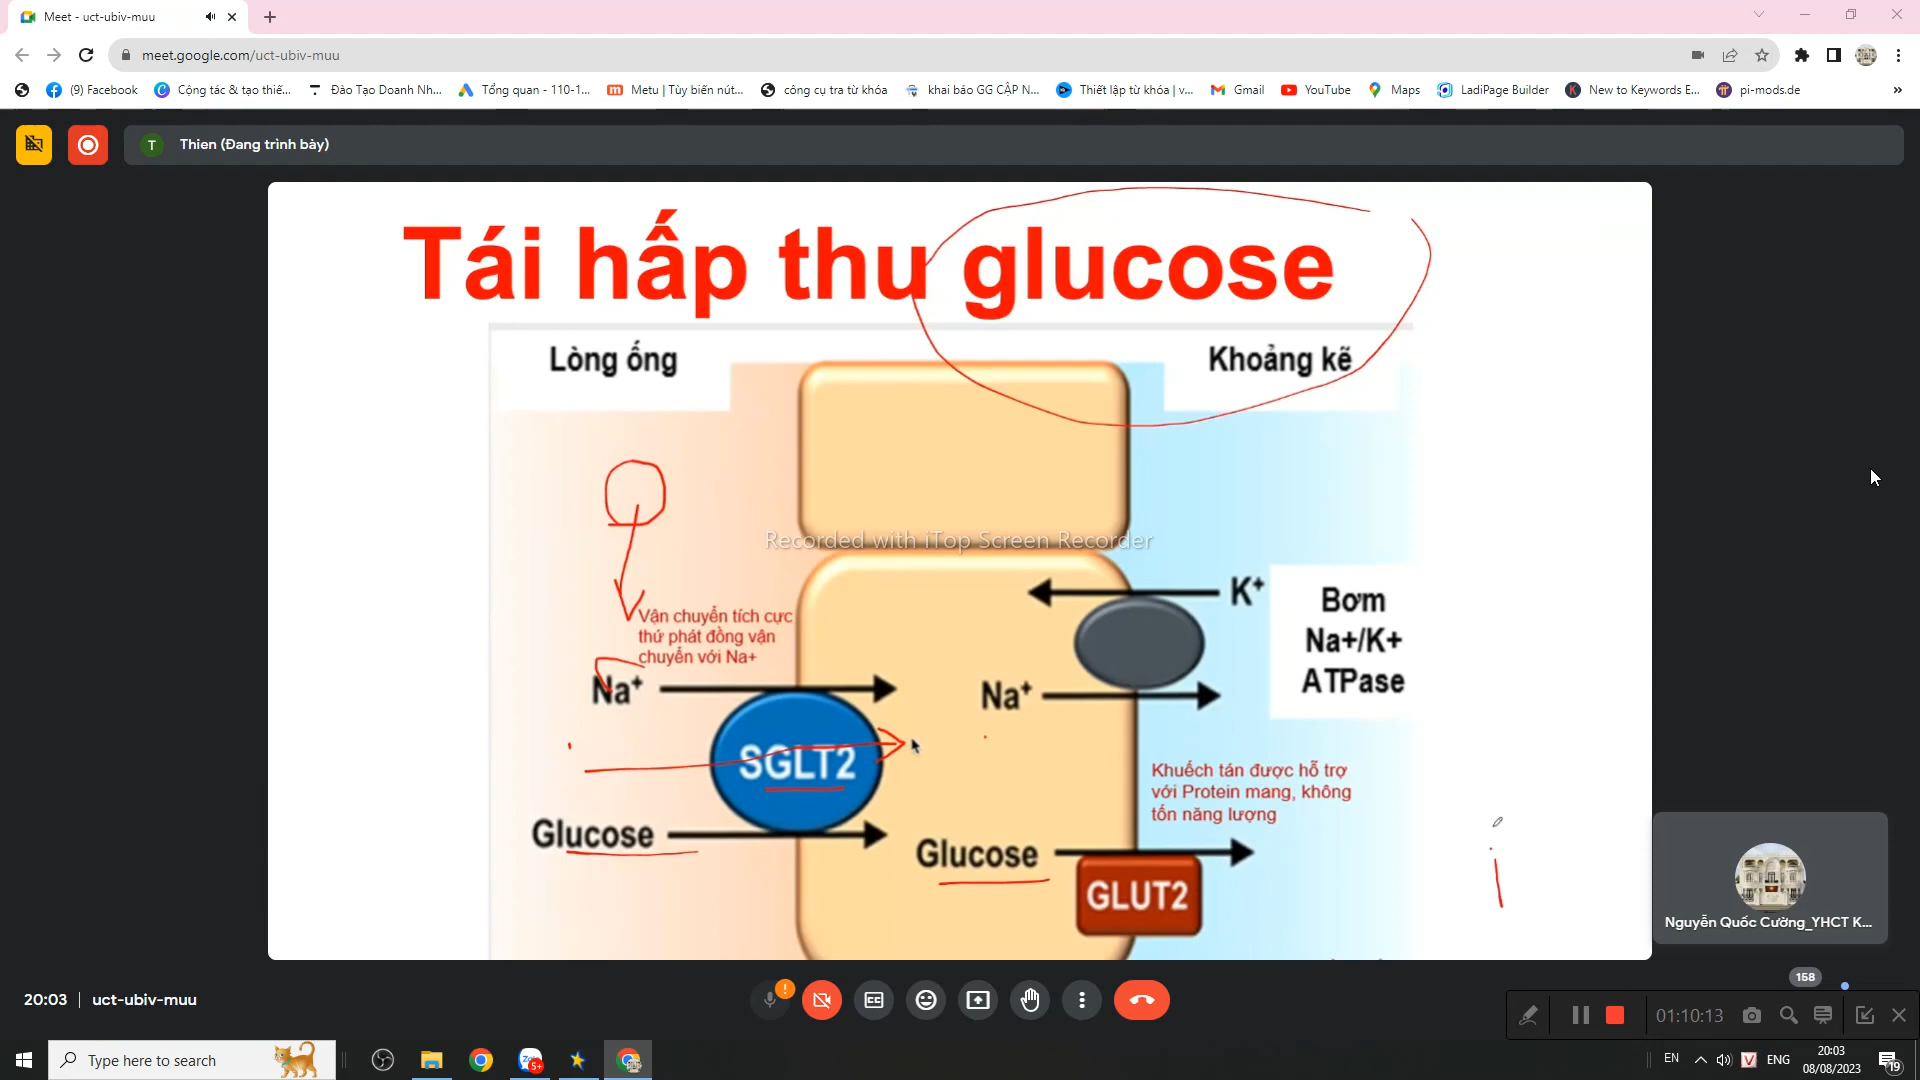 Meet - uct-ubiv-muu
meet.google.com/uct-ubiv-muu
(9) Facebook
Cộng tác & tạo thiế...
Đào Tạo Doanh Nh...
Tổng quan - 110-1...
Metu | Tùy biến nút...
công cụ tra từ khóa
khai báo GG CẬP N...
Thiết lập từ khóa | v...
Gmail
YouTube
Maps
LadiPage Builder
New to Keywords E...
pi-mods.de
T
Thien (Đang trình bày)
Tái hấp thu glucose
Lòng ống
Khoảng kẽ
Recorded with iTop Screen Recorder
K+
Bơm
Na+/K+
ATPase
Vận chuyển tích cực
thứ phát đồng vận
chuyển với Na+
Na+
Na+
SGLT2
Khuếch tán được hỗ trợ
với Protein mang, không
tốn năng lượng
Glucose
Glucose
GLUT2
Nguyễn Quốc Cường_YHCT K...
158
20:03
uct-ubiv-muu
01:10:13
Type here to search
5+
EN
ENG
20:03
08/08/2023
19